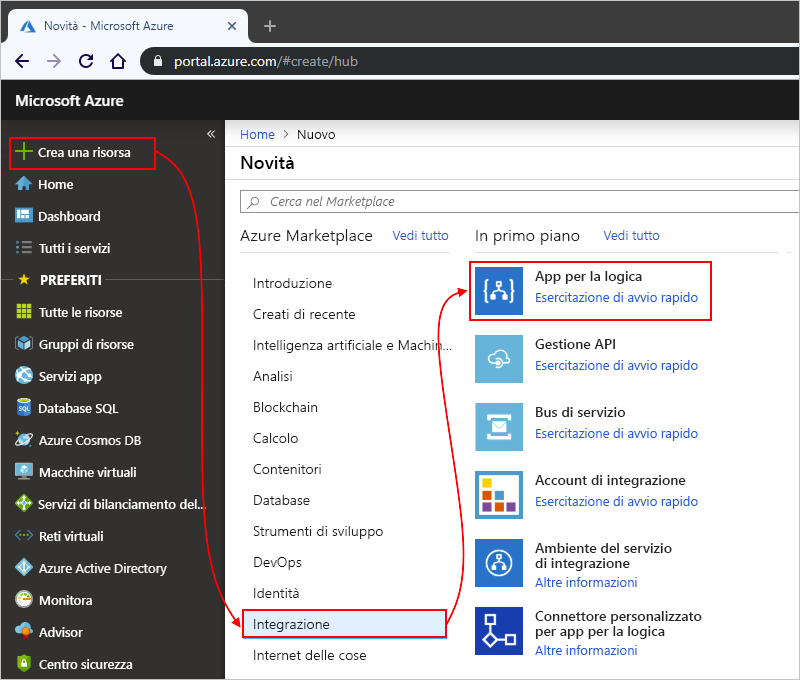 Novità - Microsoft Azure
portal.azure.com/#create/hub
Microsoft Azure
Crea una risorsa
Home
Dashboard
Tutti i servizi
PREFERITI
Tutte le risorse
Gruppi di risorse
Servizi app
Database SQL
Azure Cosmos DB
Macchine virtuali
Servizi di bilanciamento del...
Reti virtuali
Azure Active Directory
Monitora
Advisor
Centro sicurezza
Home > Nuovo
Novità
Cerca nel Marketplace
Azure Marketplace Vedi tutto
Introduzione
Creati di recente
Intelligenza artificiale e Machin...
Analisi
Blockchain
Calcolo
Contenitori
Database
Strumenti di sviluppo
DevOps
Identità
Integrazione
Internet delle cose
In primo piano Vedi tutto
App per la logica
Esercitazione di avvio rapido
Gestione API
Esercitazione di avvio rapido
Bus di servizio
Esercitazione di avvio rapido
Account di integrazione
Esercitazione di avvio rapido
Ambiente del servizio
di integrazione
Altre informazioni
Connettore personalizzato
per app per la logica
Altre informazioni